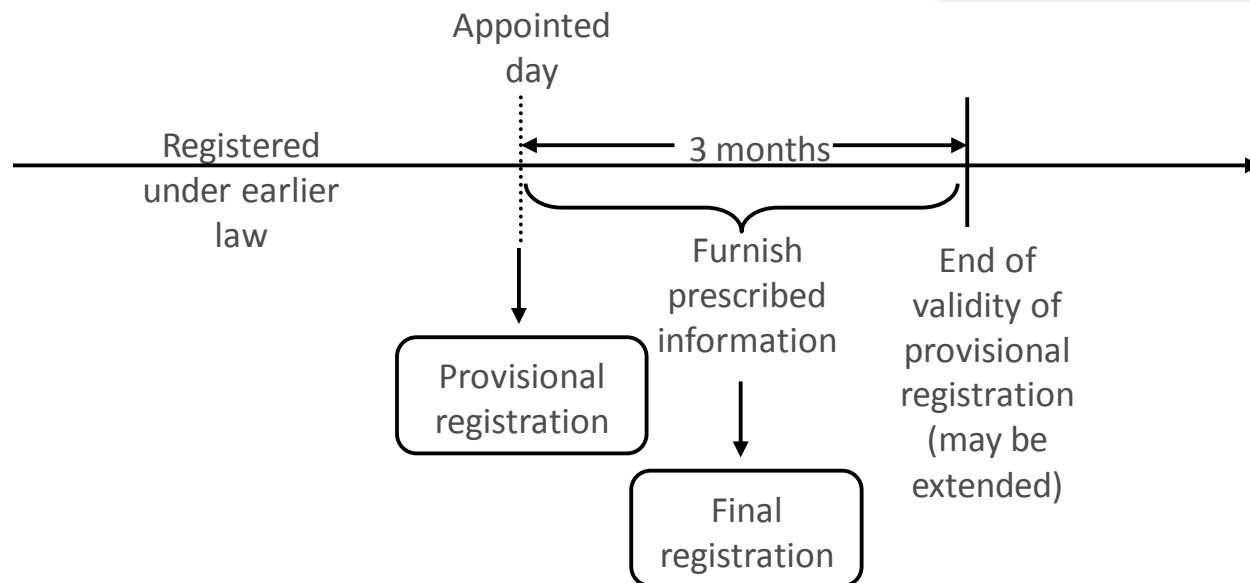 Appointed
day
Registered
under earlier
law
3 months
Furnish
prescribed
information
End of
validity of
provisional
registration
(may be
extended)
Provisional
registration
Final
registration